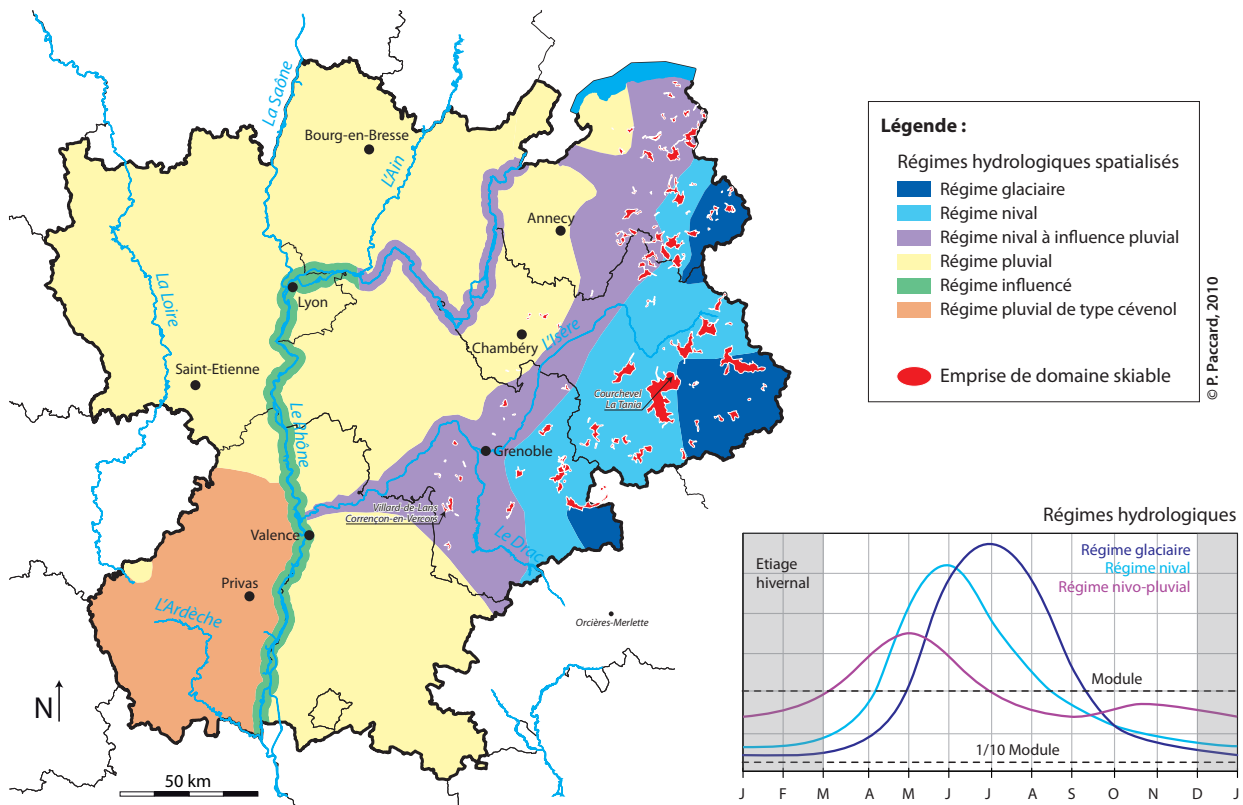 La Saône
Bourg-en-Bresse
L'Ain
Annecy
La Loire
Lyon
Chambéry
L'Isère
Saint-Etienne
Courchevel
La Tania
Le Rhône
Grenoble
Villard-de-Lans
Corrençon-en-Vercors
Valence
Le Drac
Privas
L'Ardèche
Orcières-Merlette
N
50 km
Légende :
Régimes hydrologiques spatialisés
Régime glaciaire
Régime nival
Régime nival à influence pluvial
Régime pluvial
Régime influencé
Régime pluvial de type cévenol
Emprise de domaine skiable
© P. Paccard, 2010
Régimes hydrologiques
Etiage
hivernal
Régime glaciaire
Régime nival
Régime nivo-pluvial
Module
1/10 Module
J F M A M J J A S O N D J